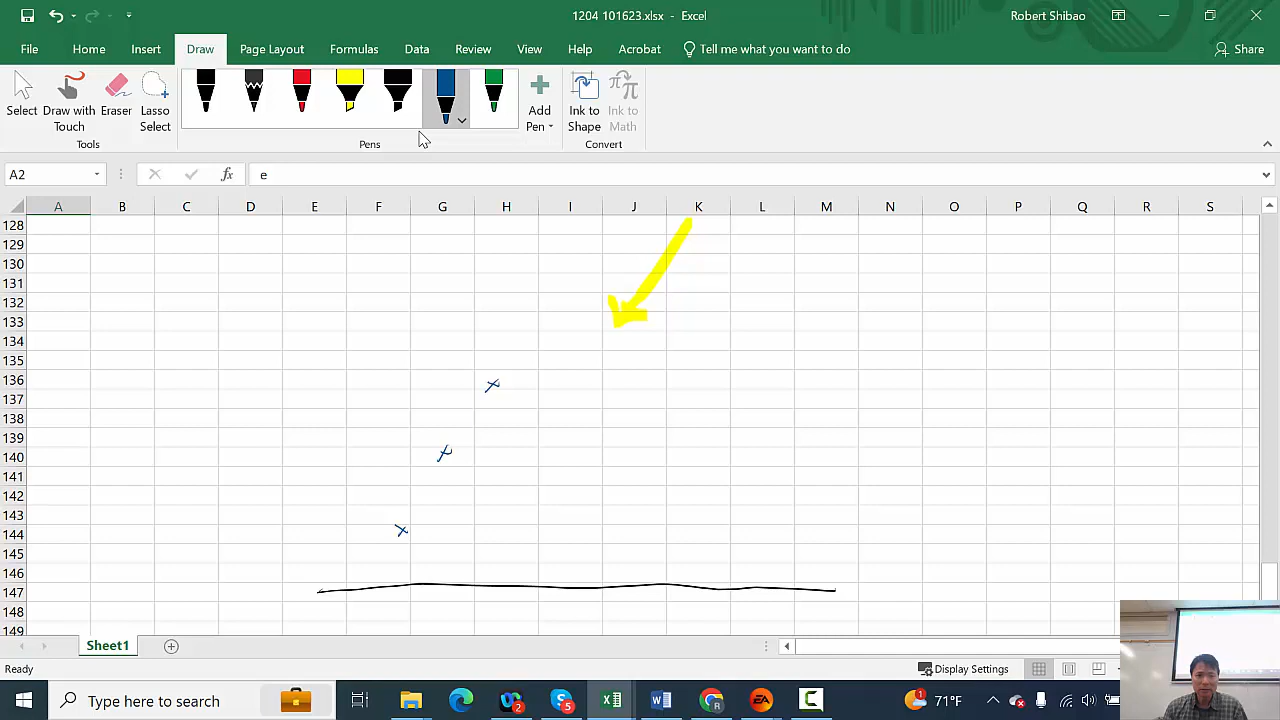 1204 101623.xlsx - Excel
Robert Shibao
File Home Insert Draw Page Layout Formulas Data Review View Help Acrobat Tell me what you want to do Share
Select
Draw with Touch
Eraser
Lasso Select
Add Pen
Ink to Shape
Ink to Math
Tools Pens Convert
A2 fx e
A B C D E F G H I J K L M N O P Q R S
128
129
130
131
132
133
134
135
136
137
138
139
140
141
142
143
144
145
146
147
148
149
Sheet1
Ready Display Settings
Type here to search 2 5 1 71°F